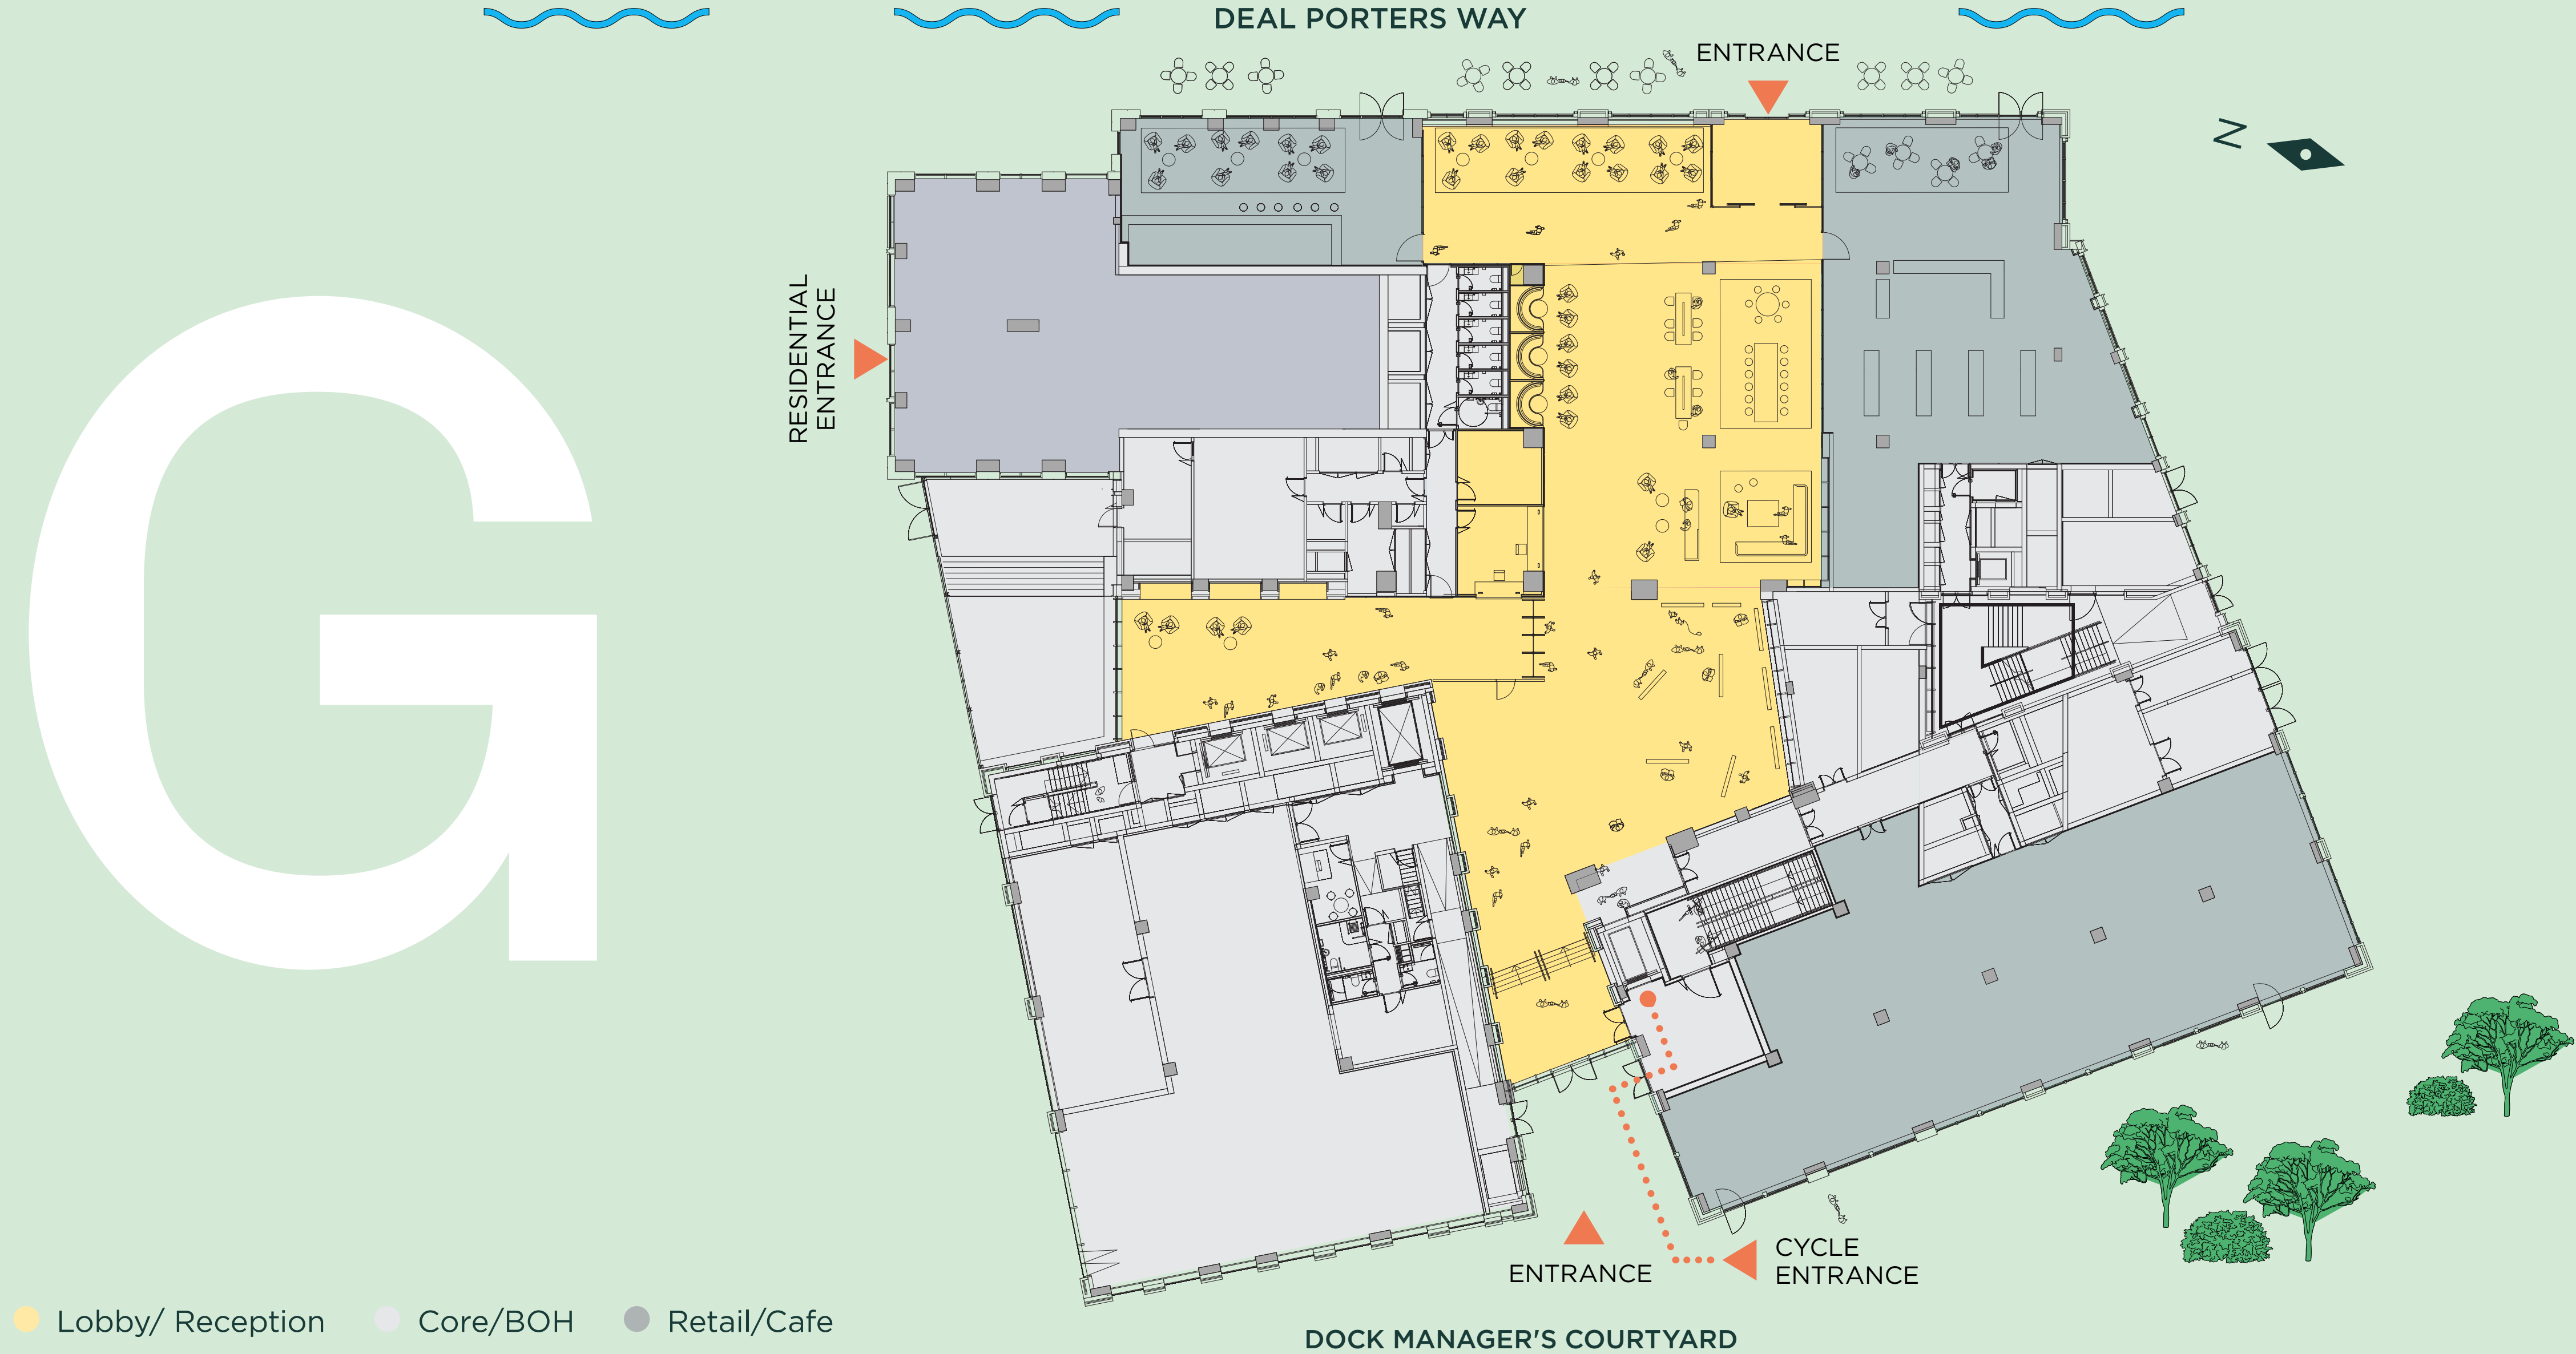 DEAL PORTERS WAY
ENTRANCE
N
RESIDENTIAL
ENTRANCE
G
ENTRANCE
CYCLE
ENTRANCE
Lobby/ Reception
Core/BOH
Retail/Cafe
DOCK MANAGER'S COURTYARD